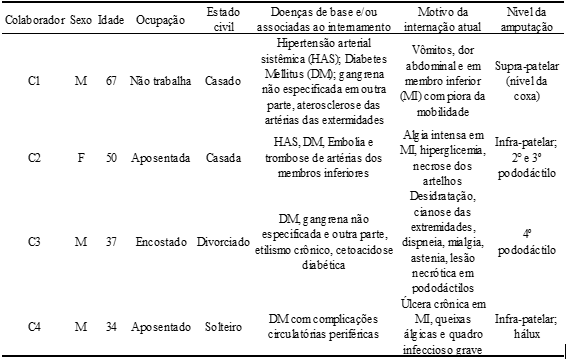 Colaborador Sexo Idade Ocupação Estado civil Doenças de base e/ou associadas ao internamento Motivo da internação atual Nivel da amputação
C1 M 67 Não trabalha Casado Hipertensão arterial sistêmica (HAS); Diabetes Mellitus (DM); gangrena não especificada em outra parte, aterosclerose das artérias das extermidades Vômitos, dor abdominal e em membro inferior (MI) com piora da mobilidade Supra-patelar (nivel da coxa)
C2 F 50 Aposentada Casada HAS, DM, Embolia e trombose de artérias dos membros inferiores Algia intensa em MI, hiperglicemia, necrose dos artelhos Infra-patelar; 2º e 3º pododáctilo
C3 M 37 Encostado Divorciado DM, gangrena não especificada e outra parte, etilismo crônico, cetoacidose diabética Desidratação, cianose das extremidades, dispneia, mialgia, astenia, lesão necrótica em pododáctilos 4º pododáctilo
C4 M 34 Aposentado Solteiro DM com complicações circulatórias periféricas Úlcera crônica em MI, queixas álgicas e quadro infeccioso grave Infra-patelar; hálux